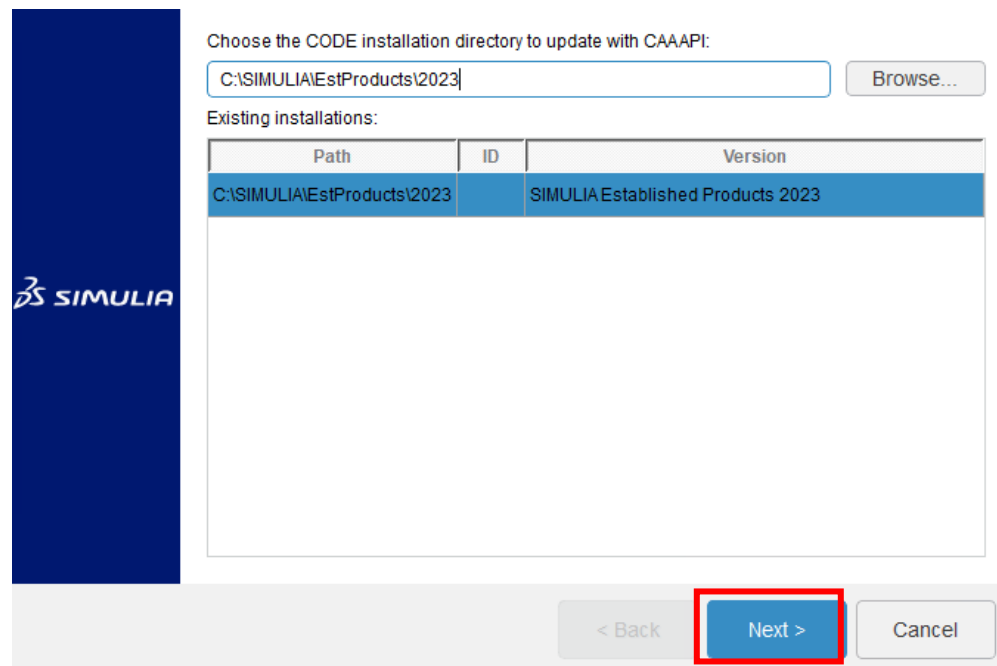 Choose the CODE installation directory to update with CAAAPI:
C:\SIMULIA\EstProducts\2023 Browse...
Existing installations:
Path ID Version
C:\SIMULIA\EstProducts\2023 SIMULIA Established Products 2023
3DS SIMULIA
< Back Next > Cancel